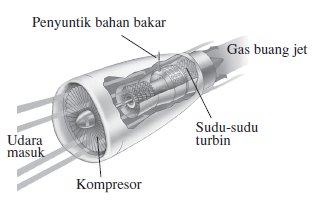 Penyuntik bahan bakar
Gas buang jet
Udara
masuk
Sudu-sudu
turbin
Kompresor